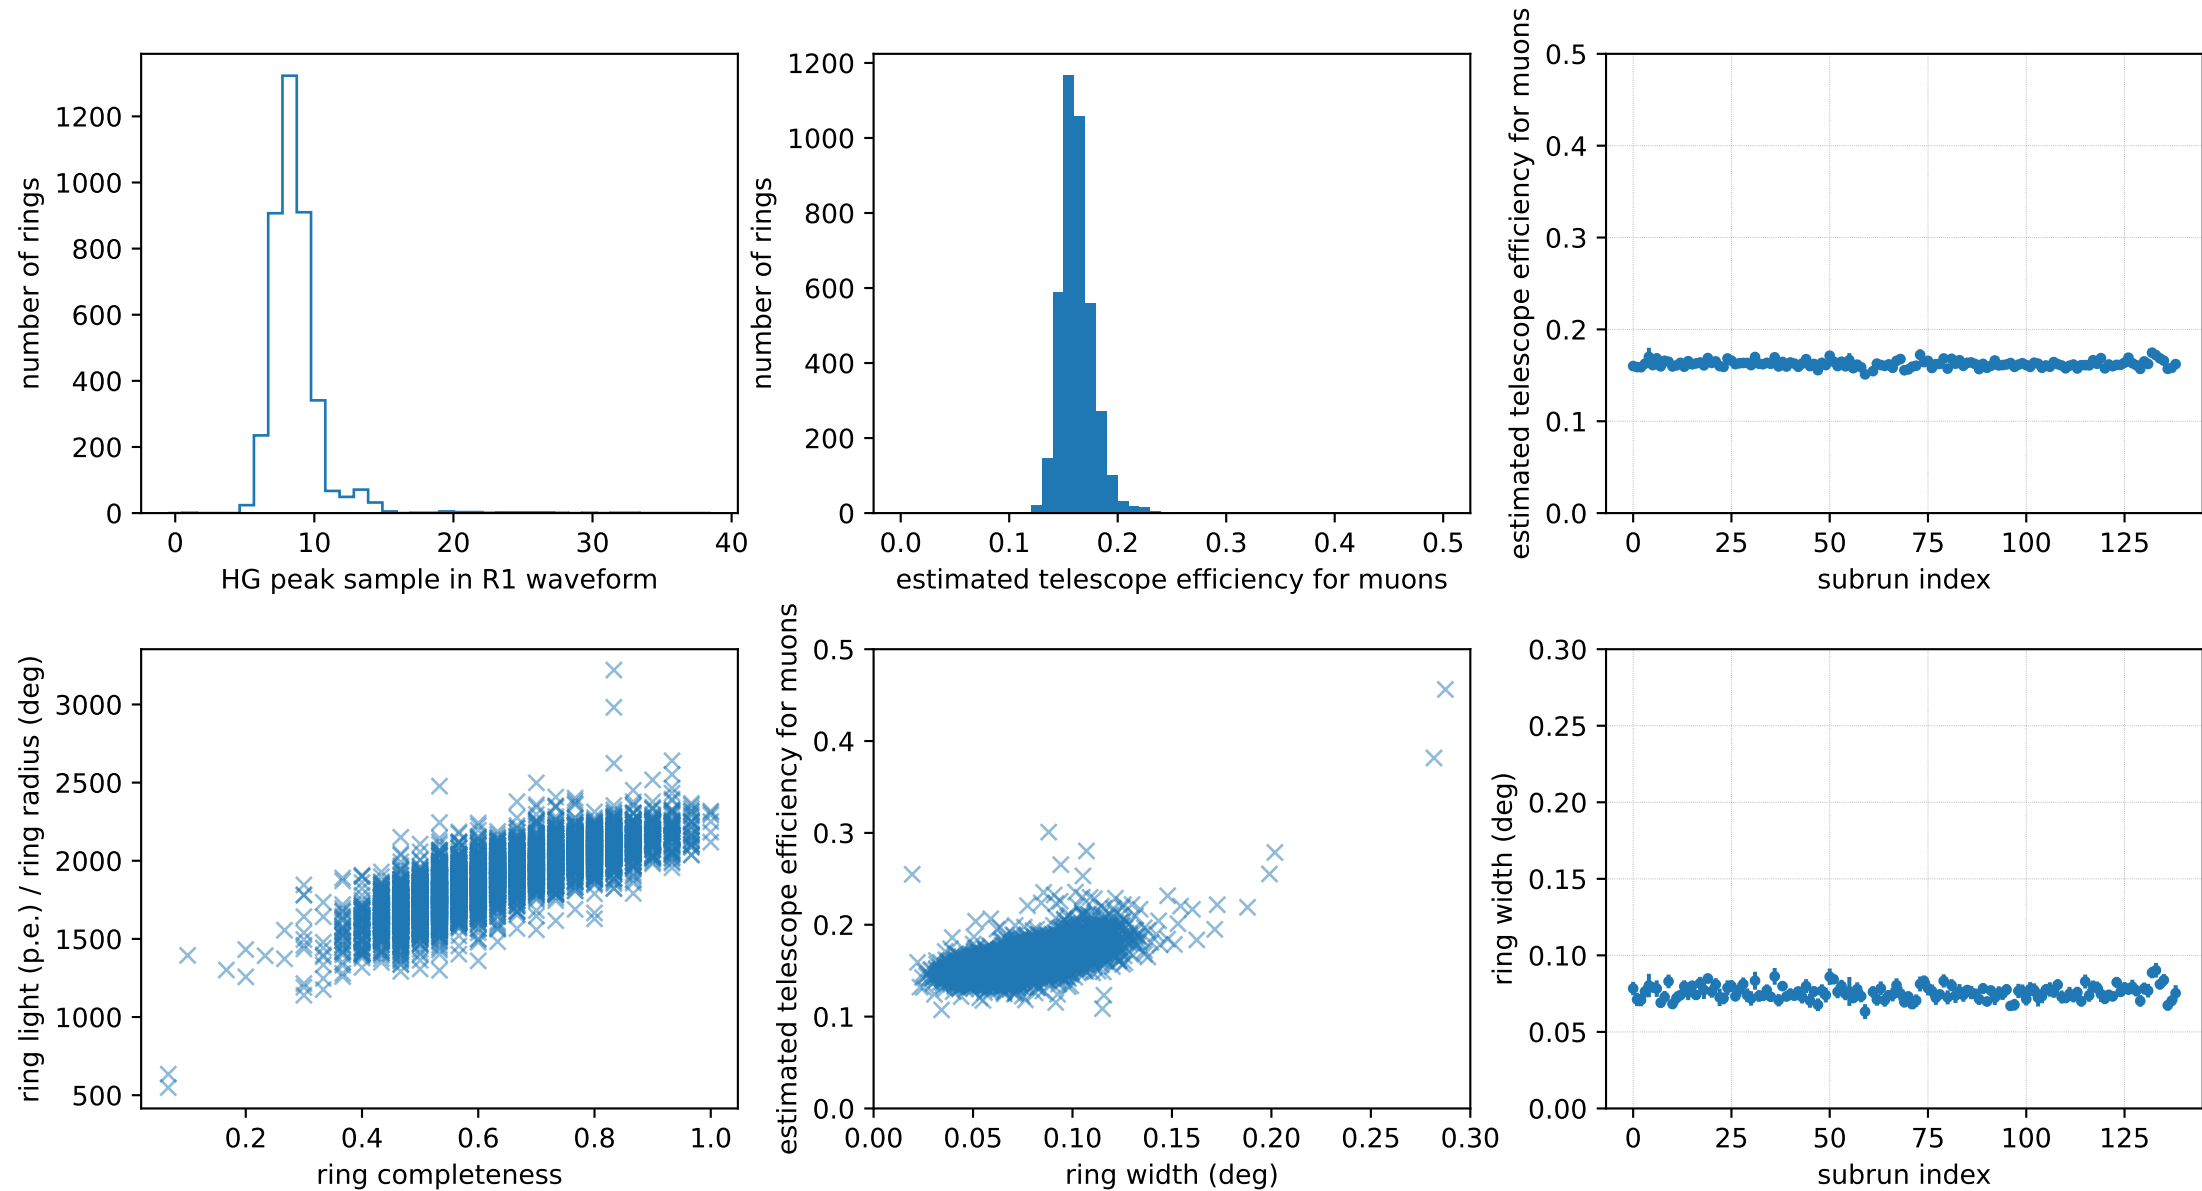 number of rings
1200
1000
800
600
400
200
0
0 10 20 30 40
HG peak sample in R1 waveform
number of rings
1200
1000
800
600
400
200
0
0.0 0.1 0.2 0.3 0.4 0.5
estimated telescope efficiency for muons
estimated telescope efficiency for muons
0.5
0.4
0.3
0.2
0.1
0.0
0 25 50 75 100 125
subrun index
ring light (p.e.) / ring radius (deg)
3000
2500
2000
1500
1000
500
0.2 0.4 0.6 0.8 1.0
ring completeness
estimated telescope efficiency for muons
0.5
0.4
0.3
0.2
0.1
0.0
0.00 0.05 0.10 0.15 0.20 0.25 0.30
ring width (deg)
ring width (deg)
0.30
0.25
0.20
0.15
0.10
0.05
0.00
0 25 50 75 100 125
subrun index